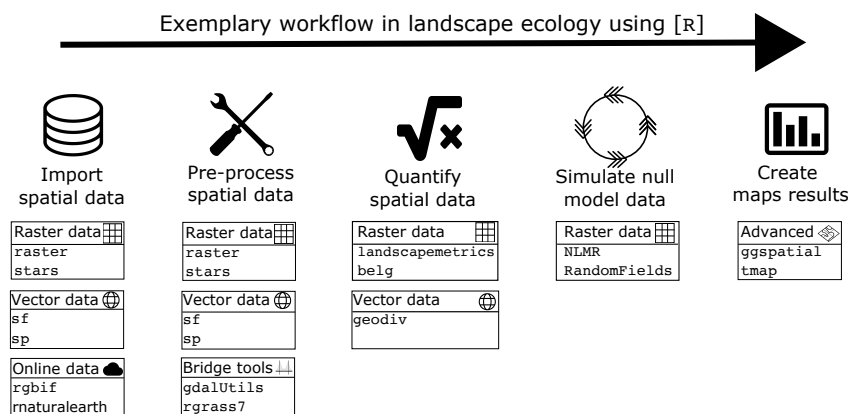 Exemplary workflow in landscape ecology using [R]
Import
spatial data
Raster data
raster
stars
Vector data
sf
sp
Online data
rgbif
rnaturalearth
Pre-process
spatial data
Raster data
raster
stars
Vector data
sf
sp
Bridge tools
gdalUtils
rgrass7
Quantify
spatial data
Raster data
landscapemetrics
belg
Vector data
geodiv
Simulate null
model data
Raster data
NLMR
RandomFields
Create
maps results
Advanced
ggspatial
tmap